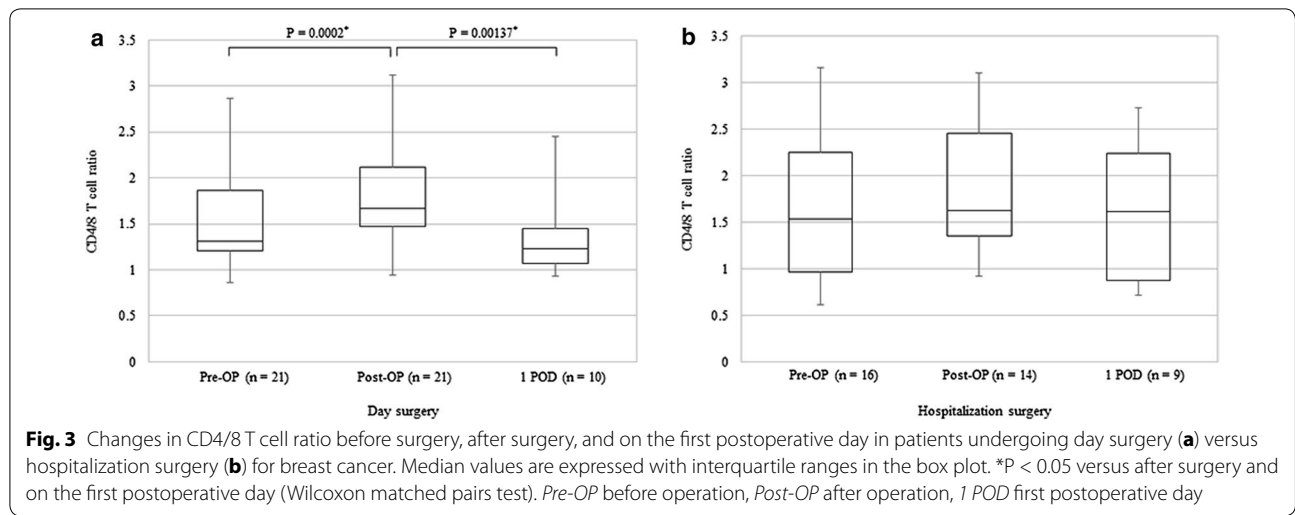 a
P = 0.0002*
P = 0.00137*
3.5
3
2.5
2
1.5
1
0.5
0
CD4/8 T cell ratio
Pre-OP (n = 21) Post-OP (n = 21) 1 POD (n = 10)
Day surgery
b
3.5
3
2.5
2
1.5
1
0.5
0
CD4/8 T cell ratio
Pre-OP (n = 16) Post-OP (n = 14) 1 POD (n = 9)
Hospitalization surgery
Fig. 3 Changes in CD4/8 T cell ratio before surgery, after surgery, and on the first postoperative day in patients undergoing day surgery (a) versus
hospitalization surgery (b) for breast cancer. Median values are expressed with interquartile ranges in the box plot. *P < 0.05 versus after surgery and
on the first postoperative day (Wilcoxon matched pairs test). Pre-OP before operation, Post-OP after operation, 1 POD first postoperative day